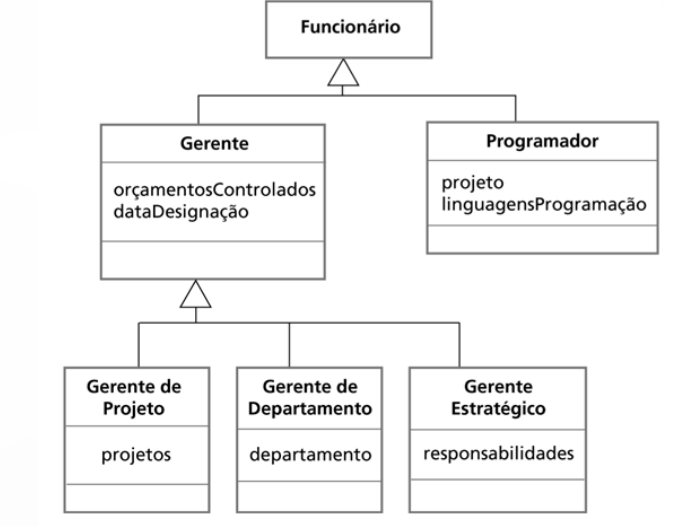 Funcionário
Gerente
orçamentosControlados
dataDesignação
Programador
projeto
linguagensProgramação
Gerente de
Projeto
projetos
Gerente de
Departamento
departamento
Gerente
Estratégico
responsabilidades